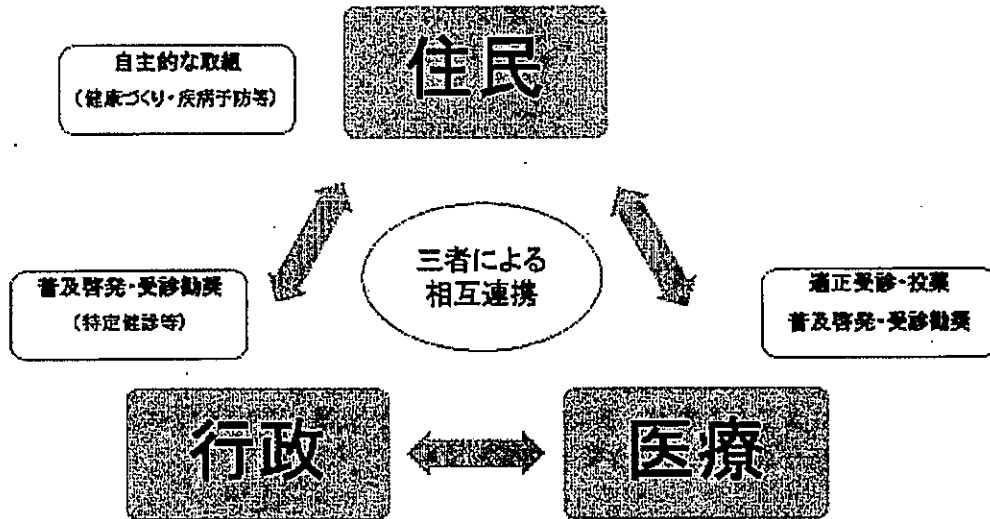 住民
自主的な取組
(健康づくり・疾病予防等)
三者による
相互連携
普及啓発・受診勧奨
(特定健診等)
適正受診・投薬
普及啓発・受診勧奨
行政
医療